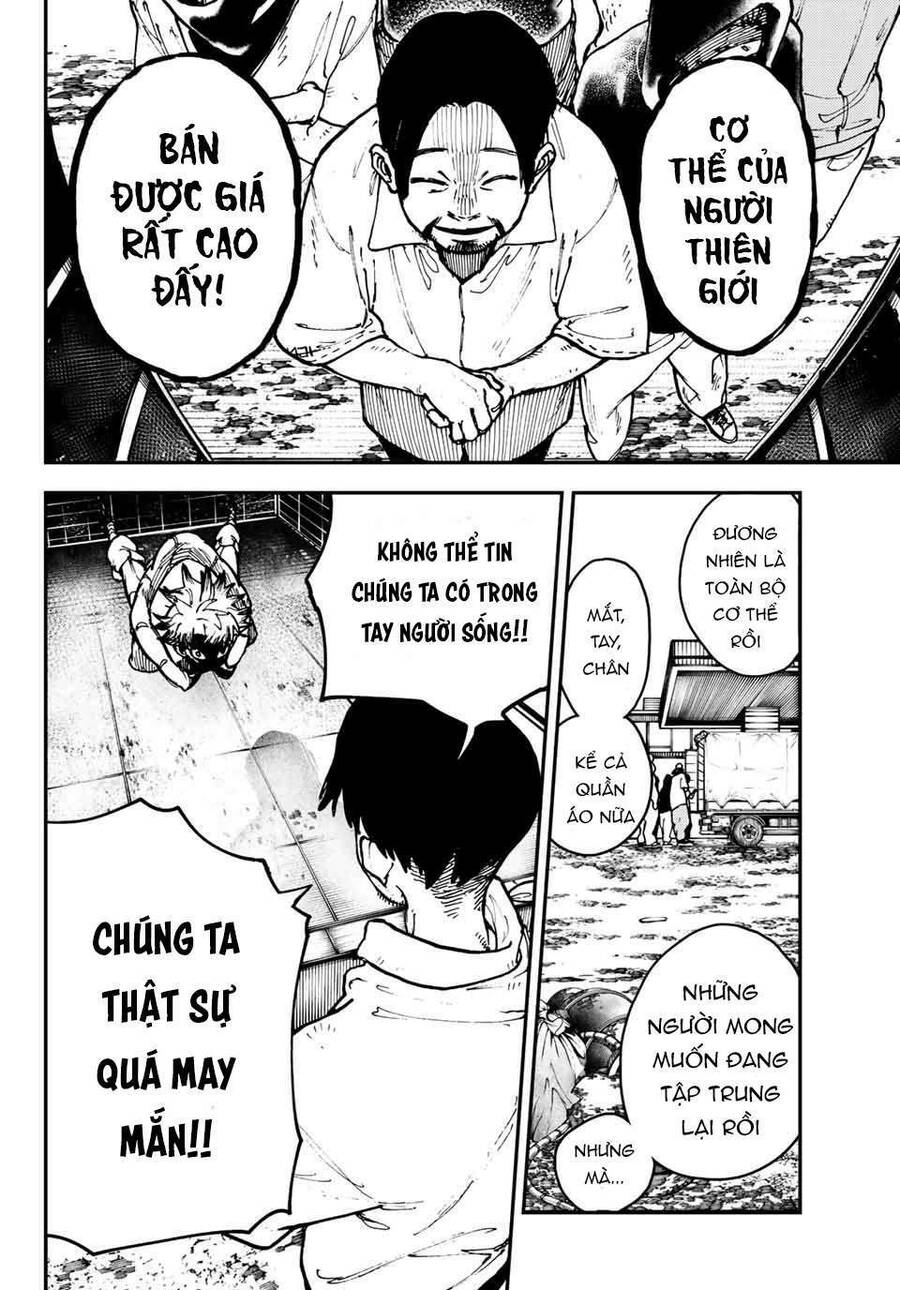 CƠ
THỂ CỦA
NGƯỜI
THIÊN
GIỚI
BÁN
ĐƯỢC GIÁ
RẤT CAO
ĐẤY!
ĐƯƠNG
NHIÊN LÀ
TOÀN BỘ
CƠ THỂ
RỒI
MẮT,
TAY,
CHÂN
KỂ CẢ
QUẦN
ÁO NỮA
NHỮNG
NGƯỜI MONG
MUỐN ĐANG
TẬP TRUNG
LẠI RỒI
NHƯNG
MÀ...
KHÔNG THỂ TIN
CHÚNG TA CÓ TRONG
TAY NGƯỜI SỐNG!!
CHÚNG TA
THẬT SỰ
QUÁ MAY
MẮN!!